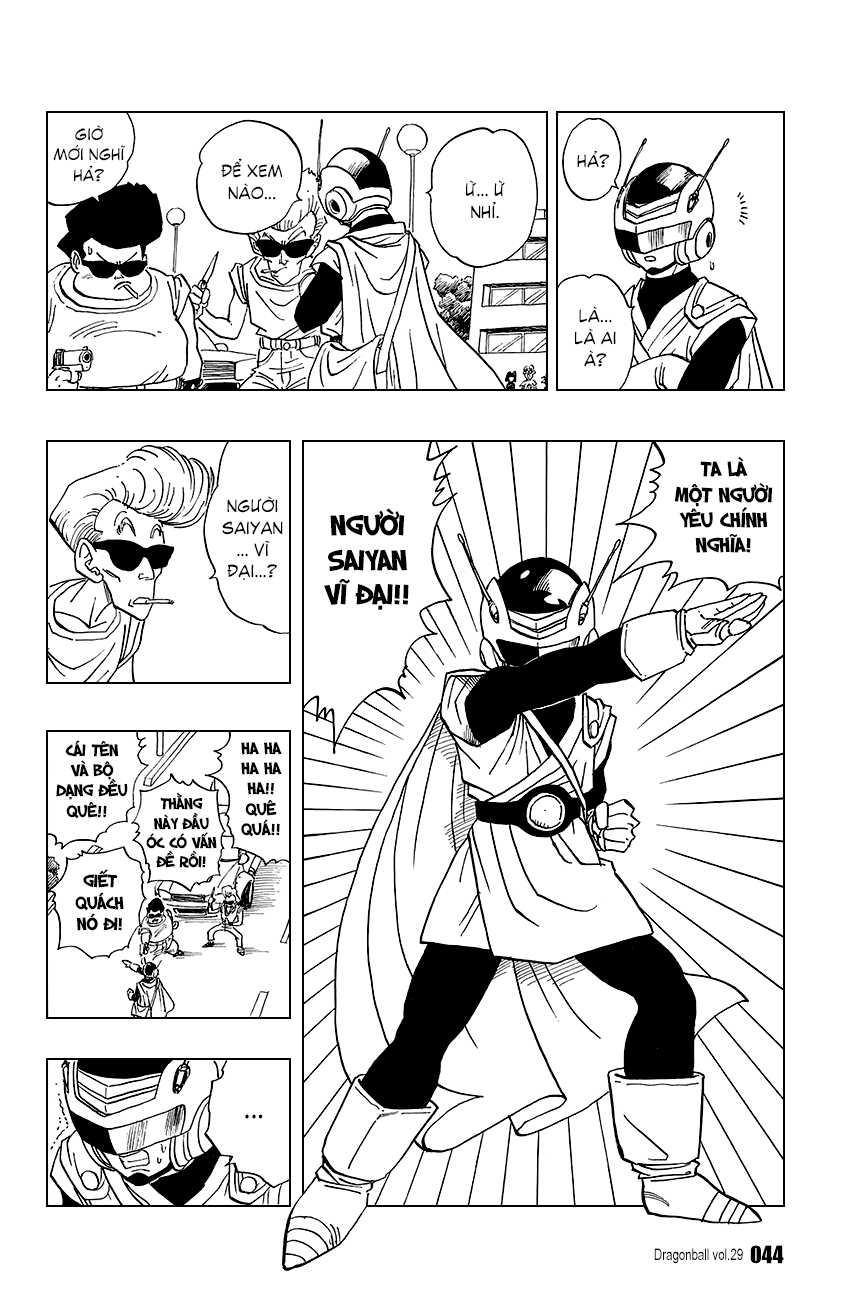 HẢ?
LÀ...
LÀ AI
À?
Ừ... Ừ
NHỈ.
ĐỂ XEM
NÀO...
GIỜ
MỚI NGHĨ
HẢ?
TA LÀ
MỘT NGƯỜI
YÊU CHÍNH
NGHĨA!
NGƯỜI
SAIYAN
VĨ ĐẠI!!
NGƯỜI
SAIYAN
... VĨ
ĐẠI...?
HA HA
HA HA
HA!!
QUÊ
QUÁ!!
THẰNG
NÀY ĐẦU
ÓC CÓ VẤN
ĐỀ RỒI!
CÁI TÊN
VÀ BỘ
DẠNG ĐỀU
QUÊ!!
GIẾT
QUÁCH
NÓ ĐI!
...
Dragonball vol.29 044